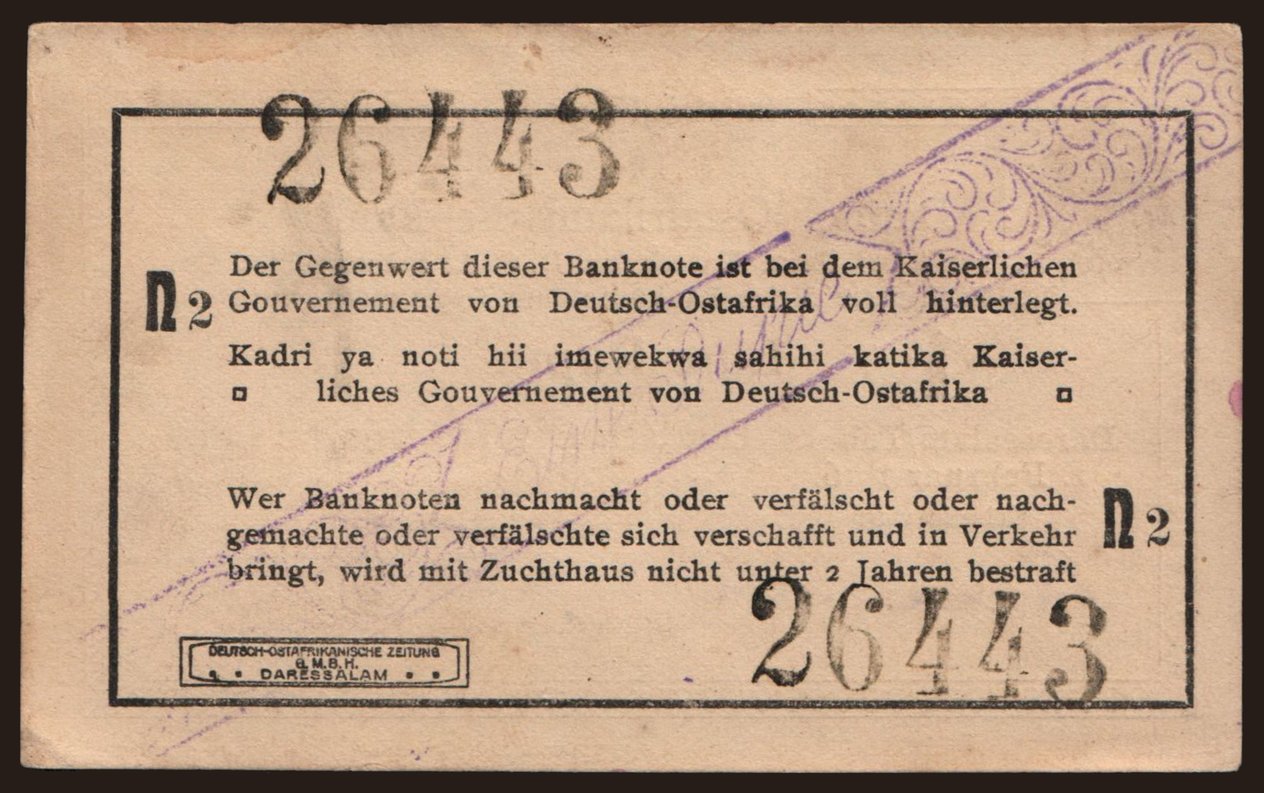 26443
Der Gegenwert dieser Banknote ist bei dem Kaiserlichen
n 2 Gouvernement von Deutsch-Ostafrika voll hinterlegt.
Kadri ya noti hii imewekwa sahihi katika Kaiser-
liches Gouvernement von Deutsch-Ostafrika
Wer Banknoten nachmacht oder verfälscht oder nach-
gemachte oder verfälschte sich verschafft und in Verkehr
bringt, wird mit Zuchthaus nicht unter 2 Jahren bestraft
n 2
26443
DEUTSCH-OSTAFRIKANISCHE ZEITUNG
G.M.B.H.
DARESSALAM